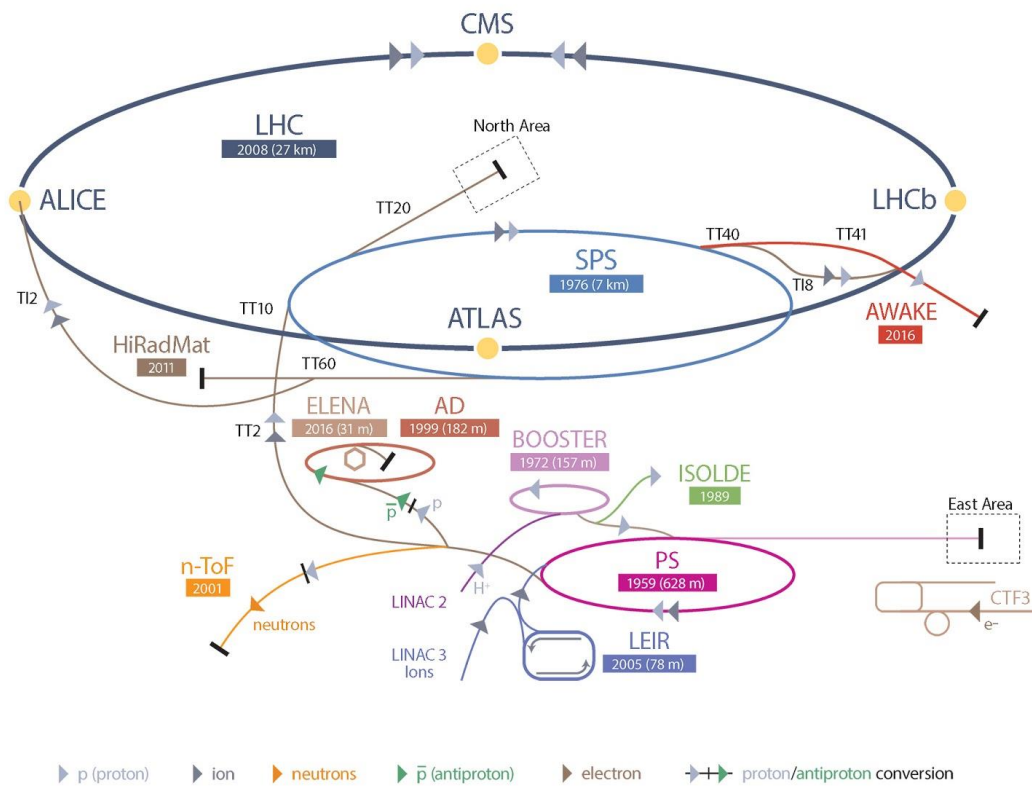 CMS
LHC
2008 (27 km)
North Area
ALICE
LHCb
TT20
TT40
TT41
SPS
1976 (7 km)
TI2
TT10
TI8
ATLAS
AWAKE
2016
HiRadMat
2011
TT60
ELENA
2016 (31 m)
AD
1999 (182 m)
TT2
BOOSTER
1972 (157 m)
ISOLDE
1989
p̅
p
East Area
n-ToF
2001
PS
1959 (628 m)
H⁺
LINAC 2
neutrons
CTF3
e⁻
LINAC 3
Ions
LEIR
2005 (78 m)
p (proton)
ion
neutrons
p̅ (antiproton)
electron
proton/antiproton conversion